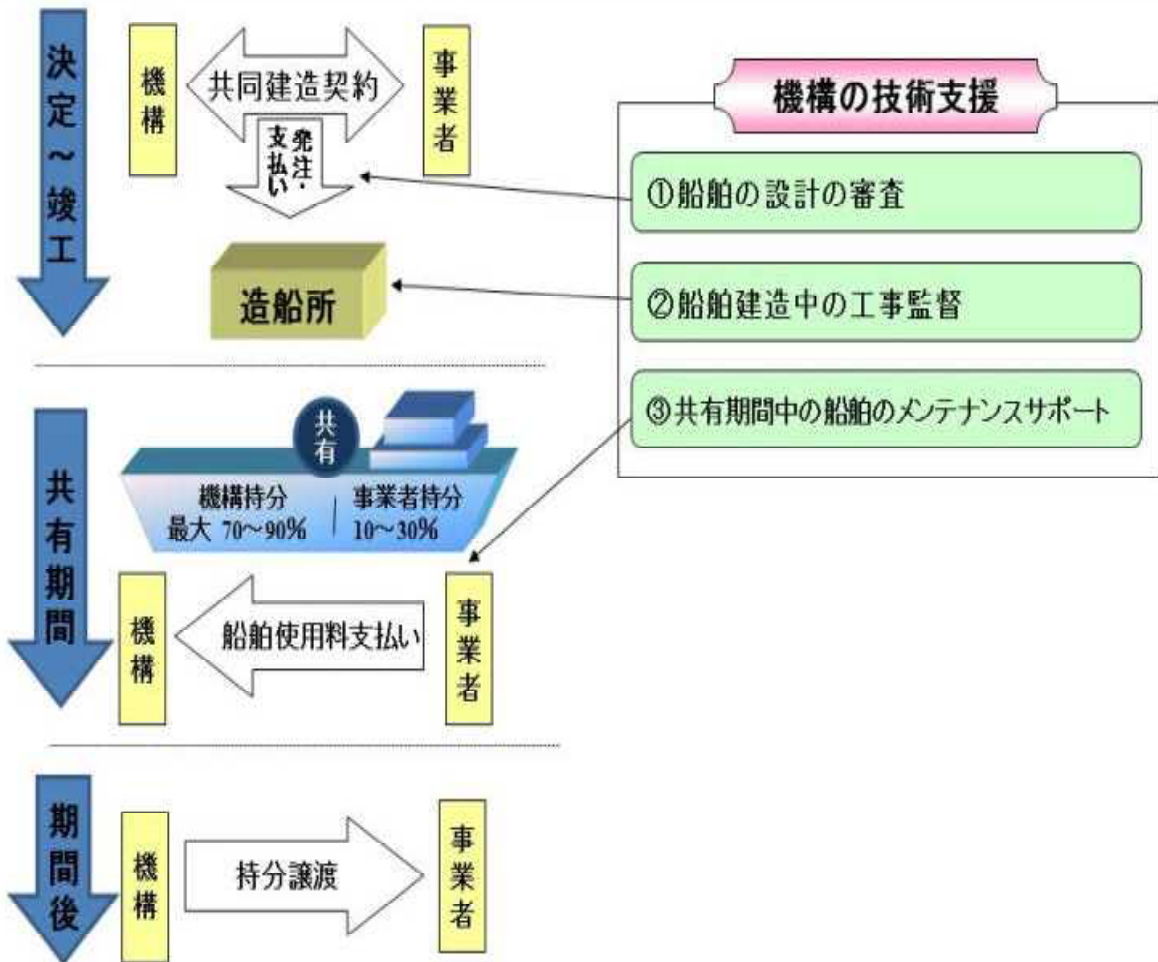 決定~竣工
機構
共同建造契約
事業者
発注・
支払い
造船所
機構の技術支援
①船舶の設計の審査
②船舶建造中の工事監督
③共有期間中の船舶のメンテナンスサポート
共有期間
共有
機構持分
最大 70~90%
事業者持分
10~30%
機構
船舶使用料支払い
事業者
期間後
機構
持分譲渡
事業者